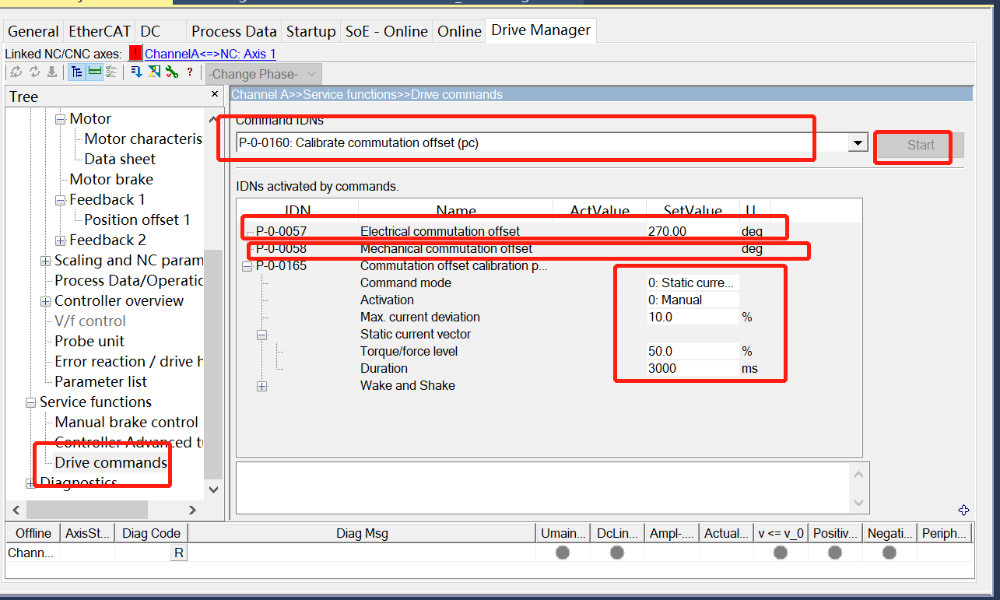 General EtherCAT DC Process Data Startup SoE - Online Online Drive Manager
Linked NC/CNC axes: ! ChannelA<=>NC: Axis 1
? -Change Phase-
Tree ×
Channel A>>Service functions>>Drive commands
Motor
Motor characteris
Data sheet
Motor brake
Feedback 1
Position offset 1
Feedback 2
Scaling and NC param
Process Data/Operatio
Controller overview
V/f control
Probe unit
Error reaction / drive h
Parameter list
Service functions
Manual brake control
Controller Advanced tu
Drive commands
Diagnostics
Command IDNs
P-0-0160: Calibrate commutation offset (pc)
Start
IDNs activated by commands.
IDN Name ActValue SetValue U
P-0-0057 Electrical commutation offset 270.00 deg
P-0-0058 Mechanical commutation offset deg
P-0-0165 Commutation offset calibration p...
Command mode 0: Static curre...
Activation 0: Manual
Max. current deviation 10.0 %
Static current vector
Torque/force level 50.0 %
Duration 3000 ms
Wake and Shake
Offline AxisSt... Diag Code Diag Msg Umain... DcLin... Ampl-.... Actual... v <= v_0 Positiv... Negati... Periph...
Chann... R